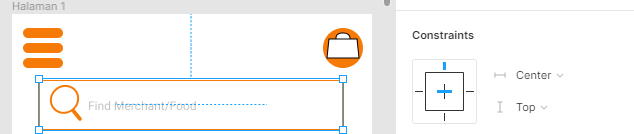 Halaman 1
Constraints
Center
Find Merchant/Food
Top